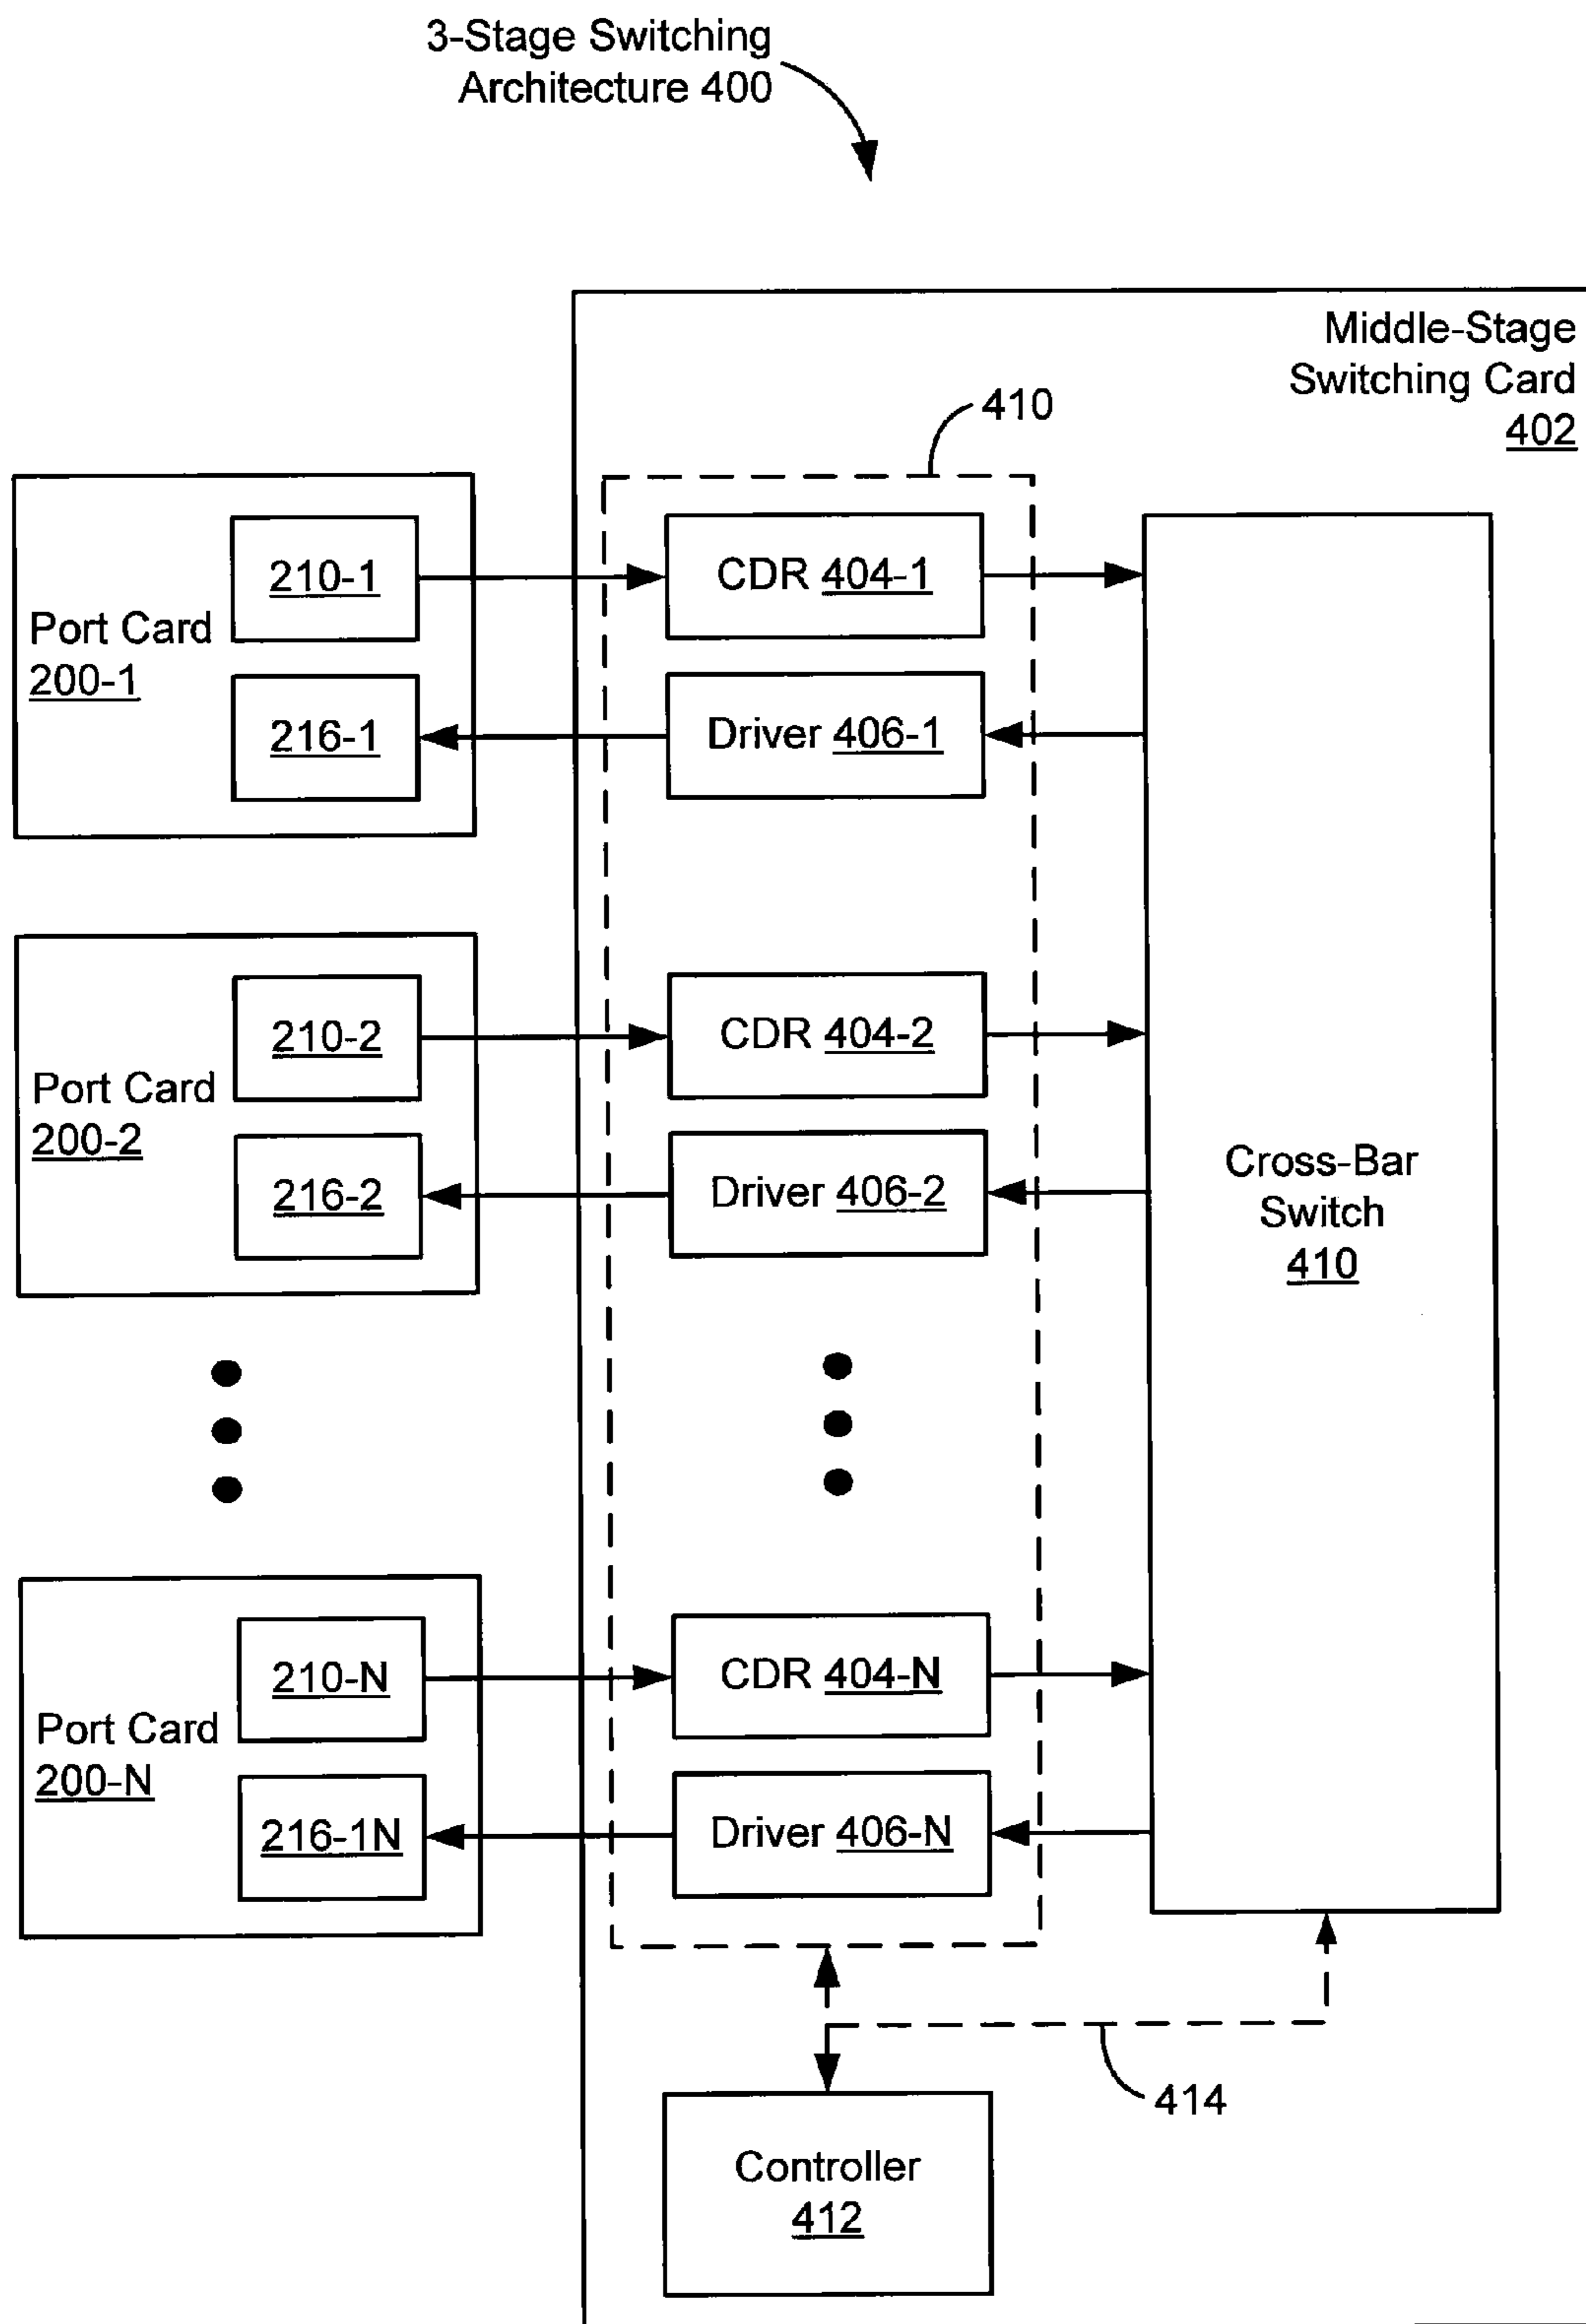 3-Stage Switching
Architecture 400
Middle-Stage
Switching Card
402
410
210-1
CDR 404-1
Port Card
200-1
216-1
Driver 406-1
210-2
CDR 404-2
Port Card
200-2
216-2
Driver 406-2
Cross-Bar
Switch
410
210-N
CDR 404-N
Port Card
200-N
216-1N
Driver 406-N
414
Controller
412